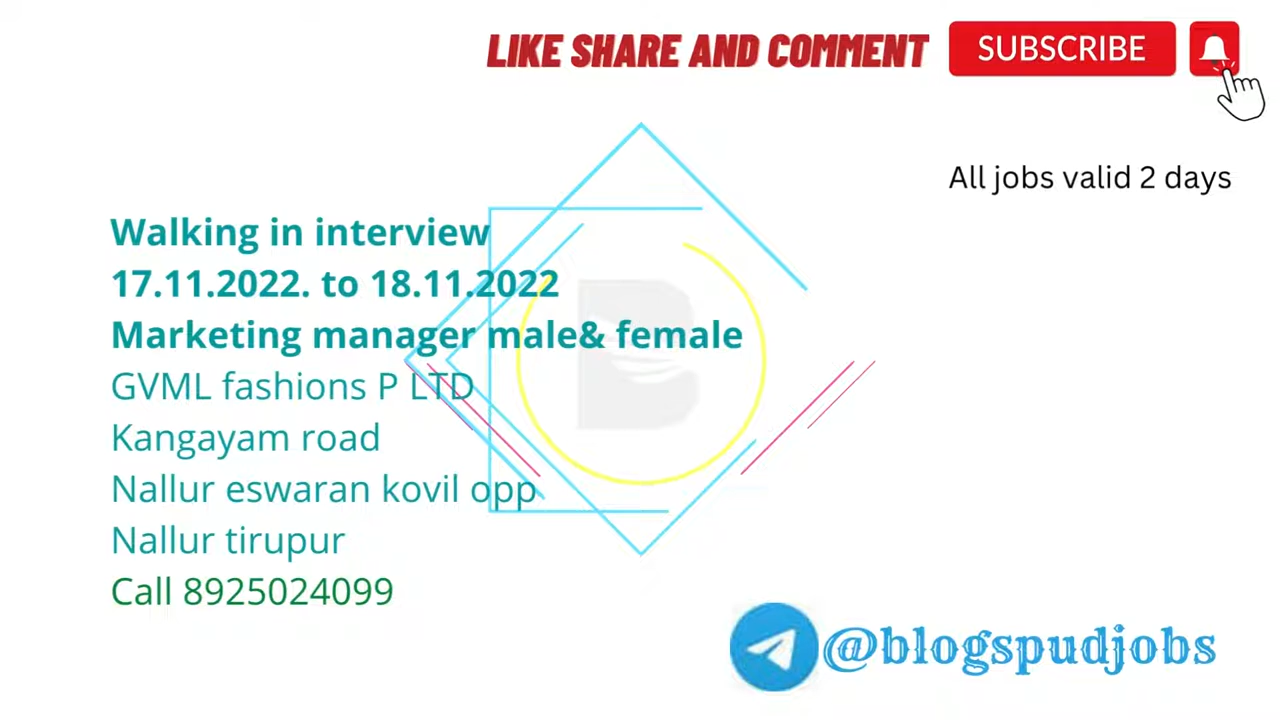 LIKE SHARE AND COMMENT
SUBSCRIBE
All jobs valid 2 days
Walking in interview
17.11.2022. to 18.11.2022
Marketing manager male& female
GVML fashions P LTD
Kangayam road
Nallur eswaran kovil opp
Nallur tirupur
Call 8925024099
@blogspudjobs